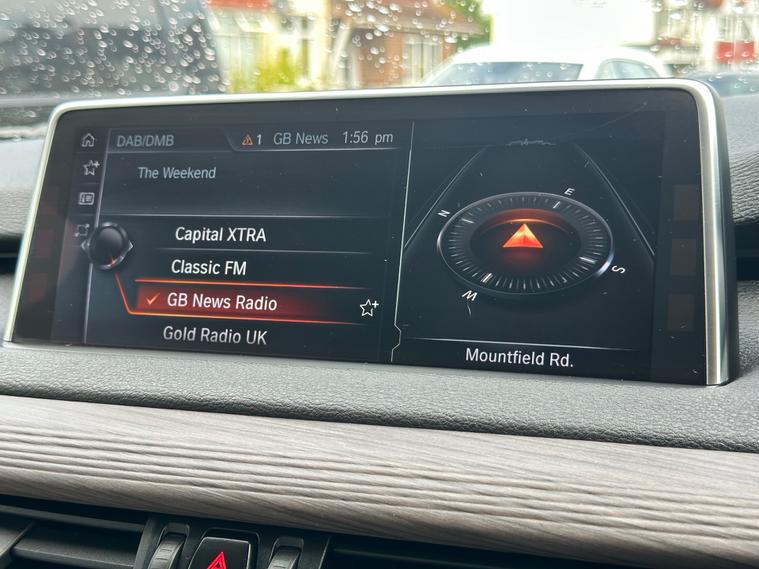 DAB/DMB
1 GB News 1:56 pm
The Weekend
Capital XTRA
Classic FM
GB News Radio
Gold Radio UK
N
E
S
W
Mountfield Rd.